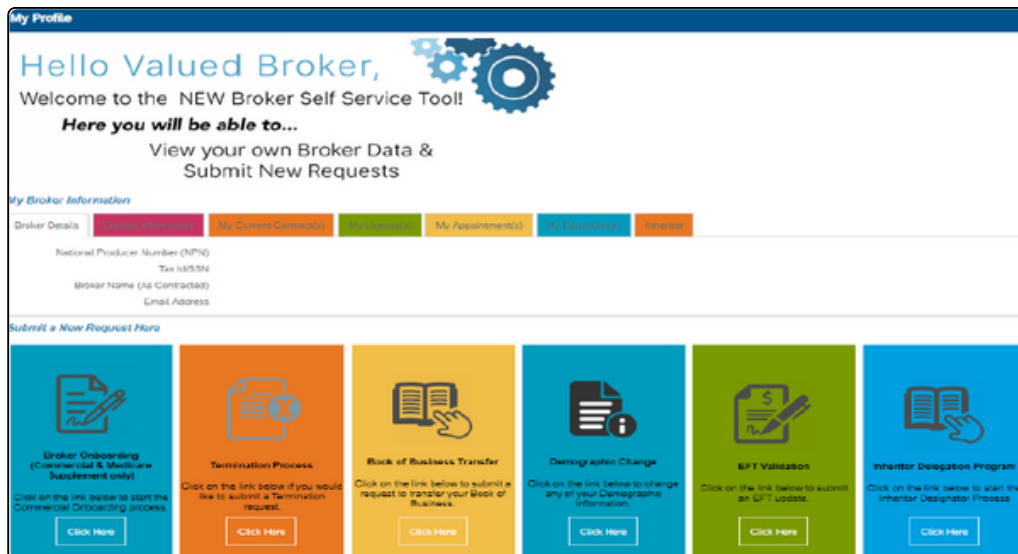 My Profile
Hello Valued Broker,
Welcome to the NEW Broker Self Service Tool!
Here you will be able to...
View your own Broker Data &
Submit New Requests
My Broker Information
Broker Details My Current Contract(s) My License(s) My Appointment(s) My Educator(s) Inheritor
National Producer Number (NPN)
Tax Id/SSN
Broker Name (As Contracted)
Email Address
Submit a New Request Here
Broker Onboarding
(Commercial & Medicare
Supplement only)
Click on the link below to start the
Commercial Onboarding process.
Click Here
Termination Process
Click on the link below if you would
like to submit a Termination
request.
Click Here
Book of Business Transfer
Click on the link below to submit a
request to transfer your Book of
Business.
Click Here
Demographic Change
Click on the link below to change
any of your Demographic
information.
Click Here
EFT Validation
Click on the link below to submit
an EFT update.
Click Here
Inheritor Delegation Program
Click on the link below to start the
Inheritor Designator Process
Click Here